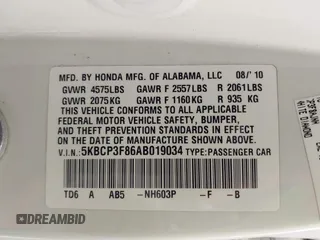 MFD. BY HONDA MFG. OF ALABAMA, LLC 08/'10
GVWR 4575LBS GAWR F 2557LBS R 2061LBS
GVWR 2075KG GAWR F 1160KG R 935 KG
THIS VEHICLE CONFORMS TO ALL APPLICABLE
FEDERAL MOTOR VEHICLE SAFETY, BUMPER,
AND THEFT PREVENTION STANDARDS IN EFFECT
ON THE DATE OF MANUFACTURE SHOWN ABOVE.
V.I.N:5KBCP3F86AB019034 TYPE:PASSENGER CAR
TD6 A AB5 -NH603P -F -B
DREAMBID
DREAMBID.COM